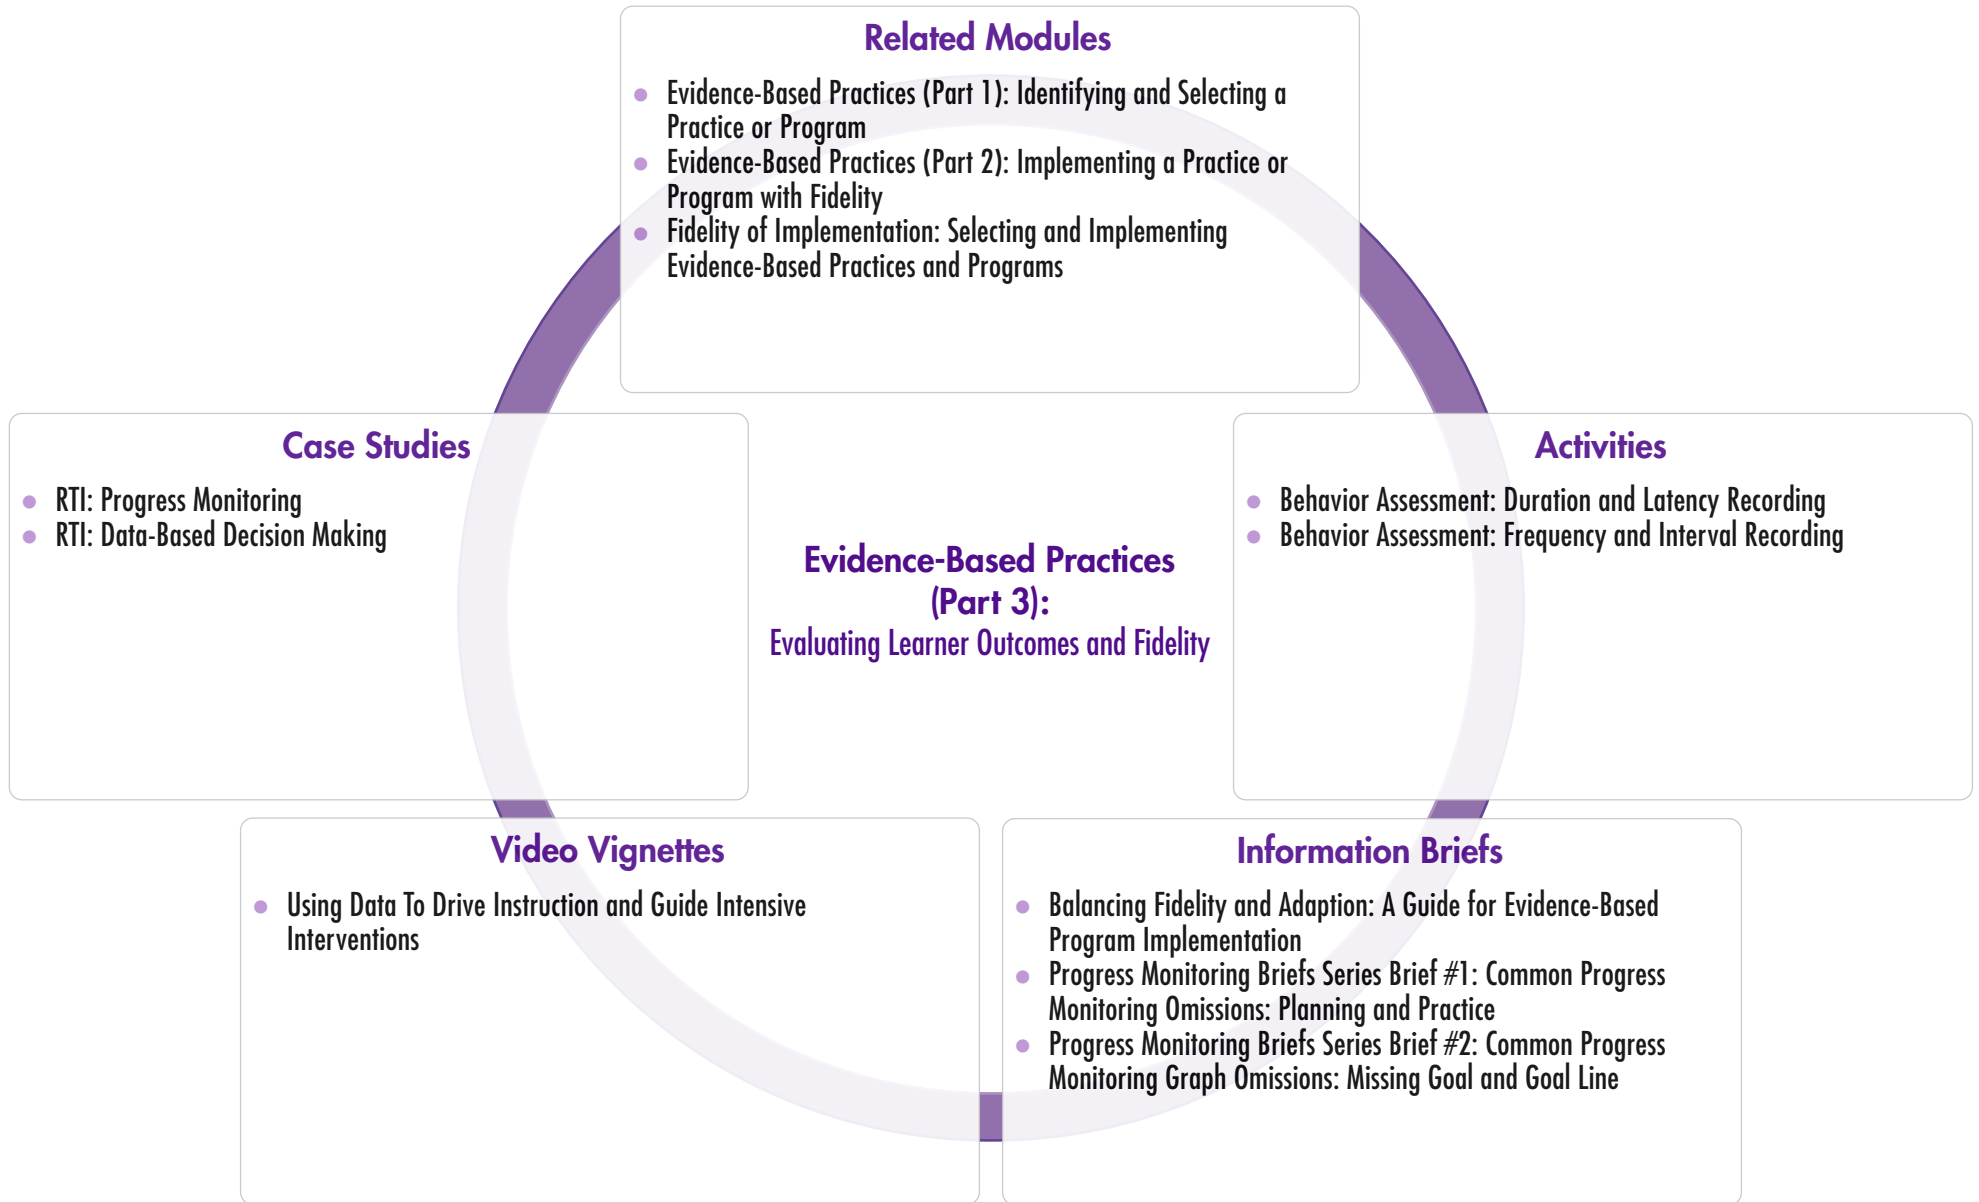 Related Modules
Evidence-Based Practices (Part 1): Identifying and Selecting a
Practice or Program
Evidence-Based Practices (Part 2): Implementing a Practice or
Program with Fidelity
Fidelity of Implementation: Selecting and Implementing
Evidence-Based Practices and Programs
Case Studies
RTI: Progress Monitoring
RTI: Data-Based Decision Making
Evidence-Based Practices
(Part 3):
Evaluating Learner Outcomes and Fidelity
Activities
Behavior Assessment: Duration and Latency Recording
Behavior Assessment: Frequency and Interval Recording
Video Vignettes
Using Data To Drive Instruction and Guide Intensive
Interventions
Information Briefs
Balancing Fidelity and Adaption: A Guide for Evidence-Based
Program Implementation
Progress Monitoring Briefs Series Brief #1: Common Progress
Monitoring Omissions: Planning and Practice
Progress Monitoring Briefs Series Brief #2: Common Progress
Monitoring Graph Omissions: Missing Goal and Goal Line